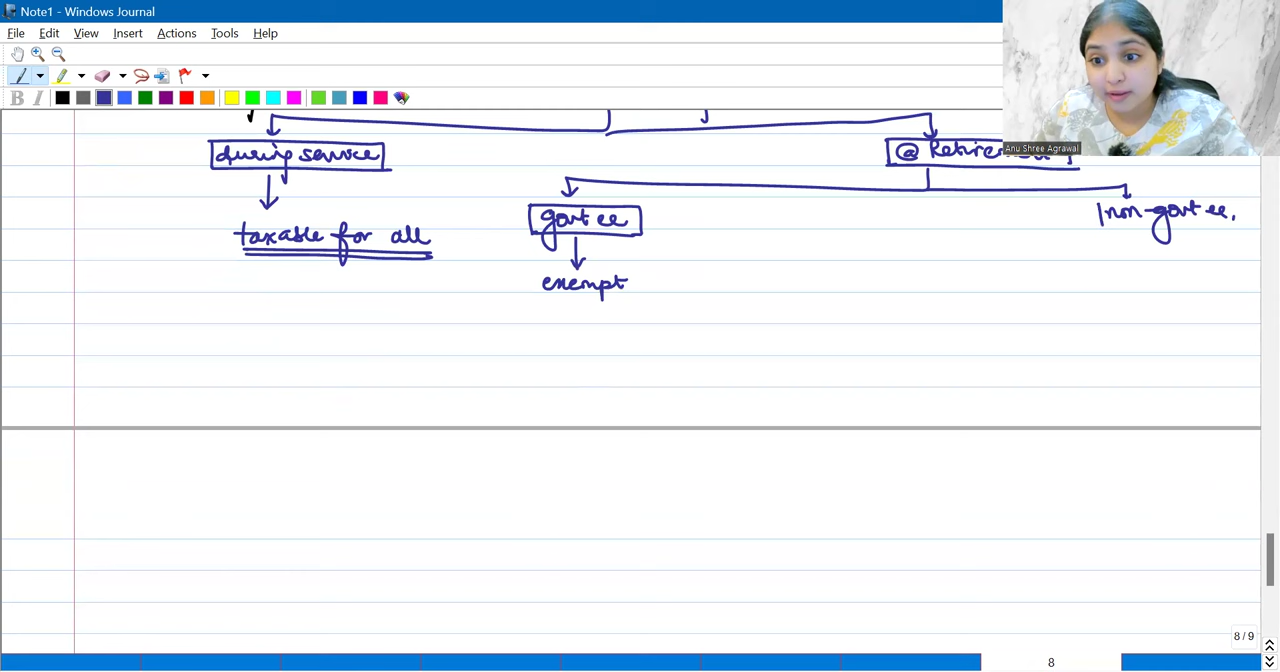 Note1 - Windows Journal
File Edit View Insert Actions Tools Help
B I
Anu Shree Agrawal
during service
@
taxable for all
govt ee
non-govt ee.
exempt
8 / 9
8